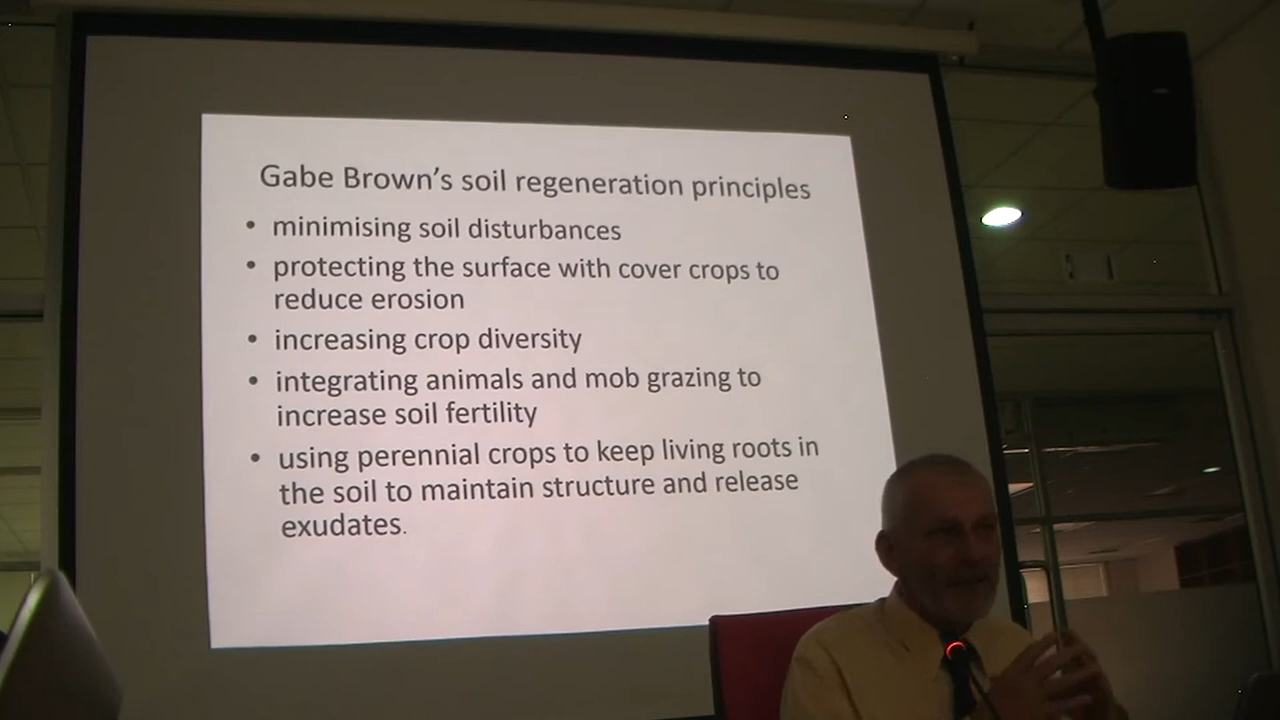 Gabe Brown's soil regeneration principles
• minimising soil disturbances
• protecting the surface with cover crops to
reduce erosion
• increasing crop diversity
• integrating animals and mob grazing to
increase soil fertility
• using perennial crops to keep living roots in
the soil to maintain structure and release
exudates.